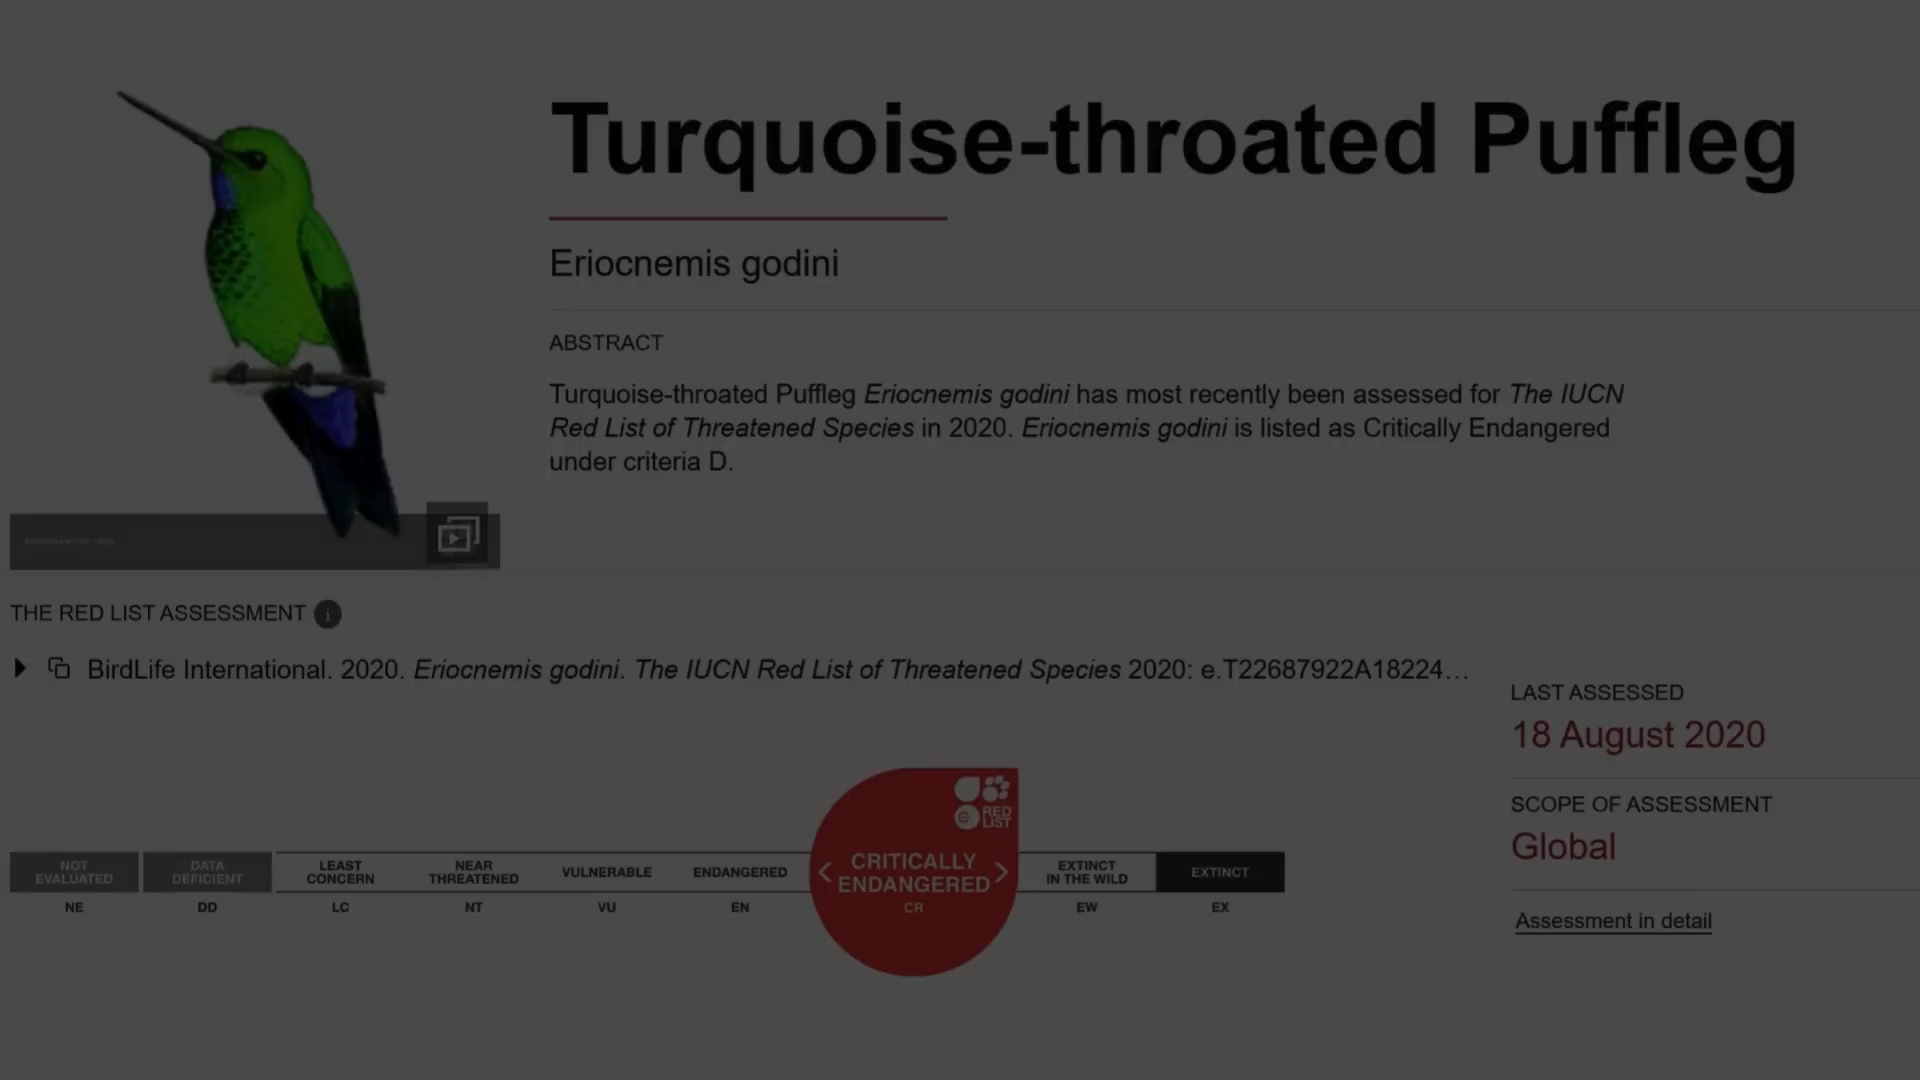 Turquoise-throated Puffleg
Eriocnemis godini
ABSTRACT
Turquoise-throated Puffleg Eriocnemis godini has most recently been assessed for The IUCN
Red List of Threatened Species in 2020. Eriocnemis godini is listed as Critically Endangered
under criteria D.
THE RED LIST ASSESSMENT i
BirdLife International. 2020. Eriocnemis godini. The IUCN Red List of Threatened Species 2020: e.T22687922A18224…
LAST ASSESSED
18 August 2020
SCOPE OF ASSESSMENT
Global
Assessment in detail
NOT
EVALUATED
NE
DATA
DEFICIENT
DD
LEAST
CONCERN
LC
NEAR
THREATENED
NT
VULNERABLE
VU
ENDANGERED
EN
RED
LIST
< CRITICALLY
ENDANGERED >
CR
EXTINCT
IN THE WILD
EW
EXTINCT
EX